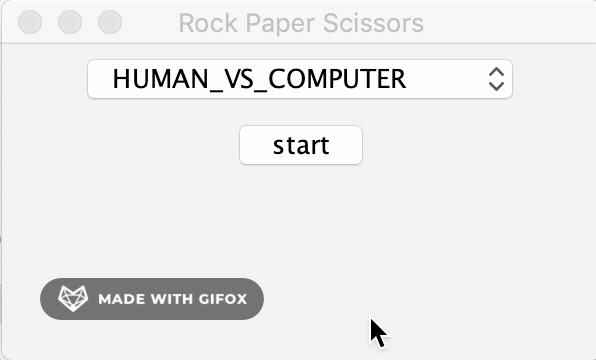 Rock Paper Scissors
HUMAN_VS_COMPUTER
start
MADE WITH GIFOX